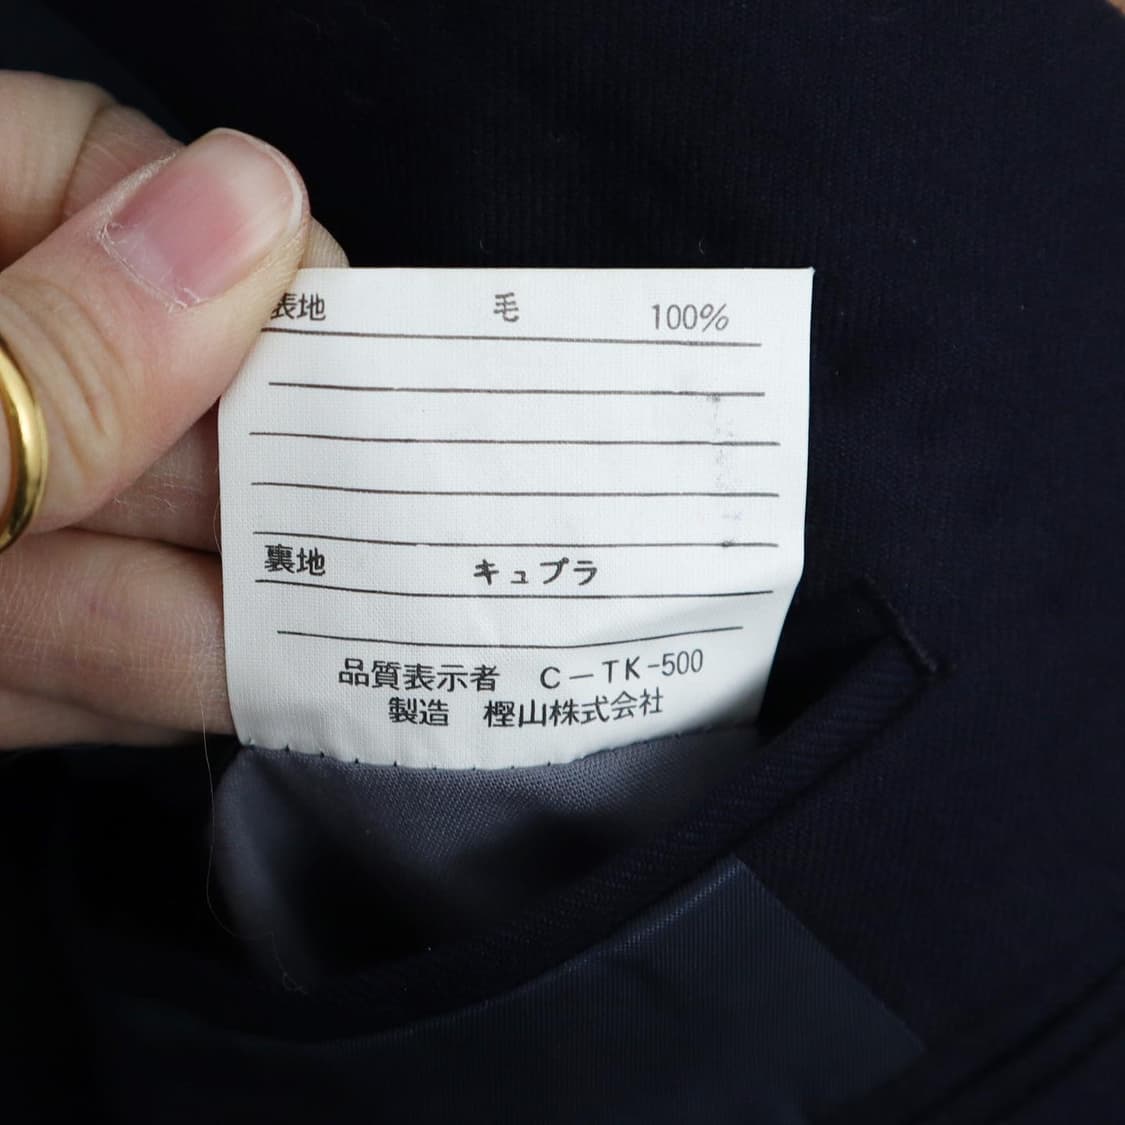 表地 毛 100%
裏地 キュプラ
品質表示者 C-TK-500
製造 樫山株式会社